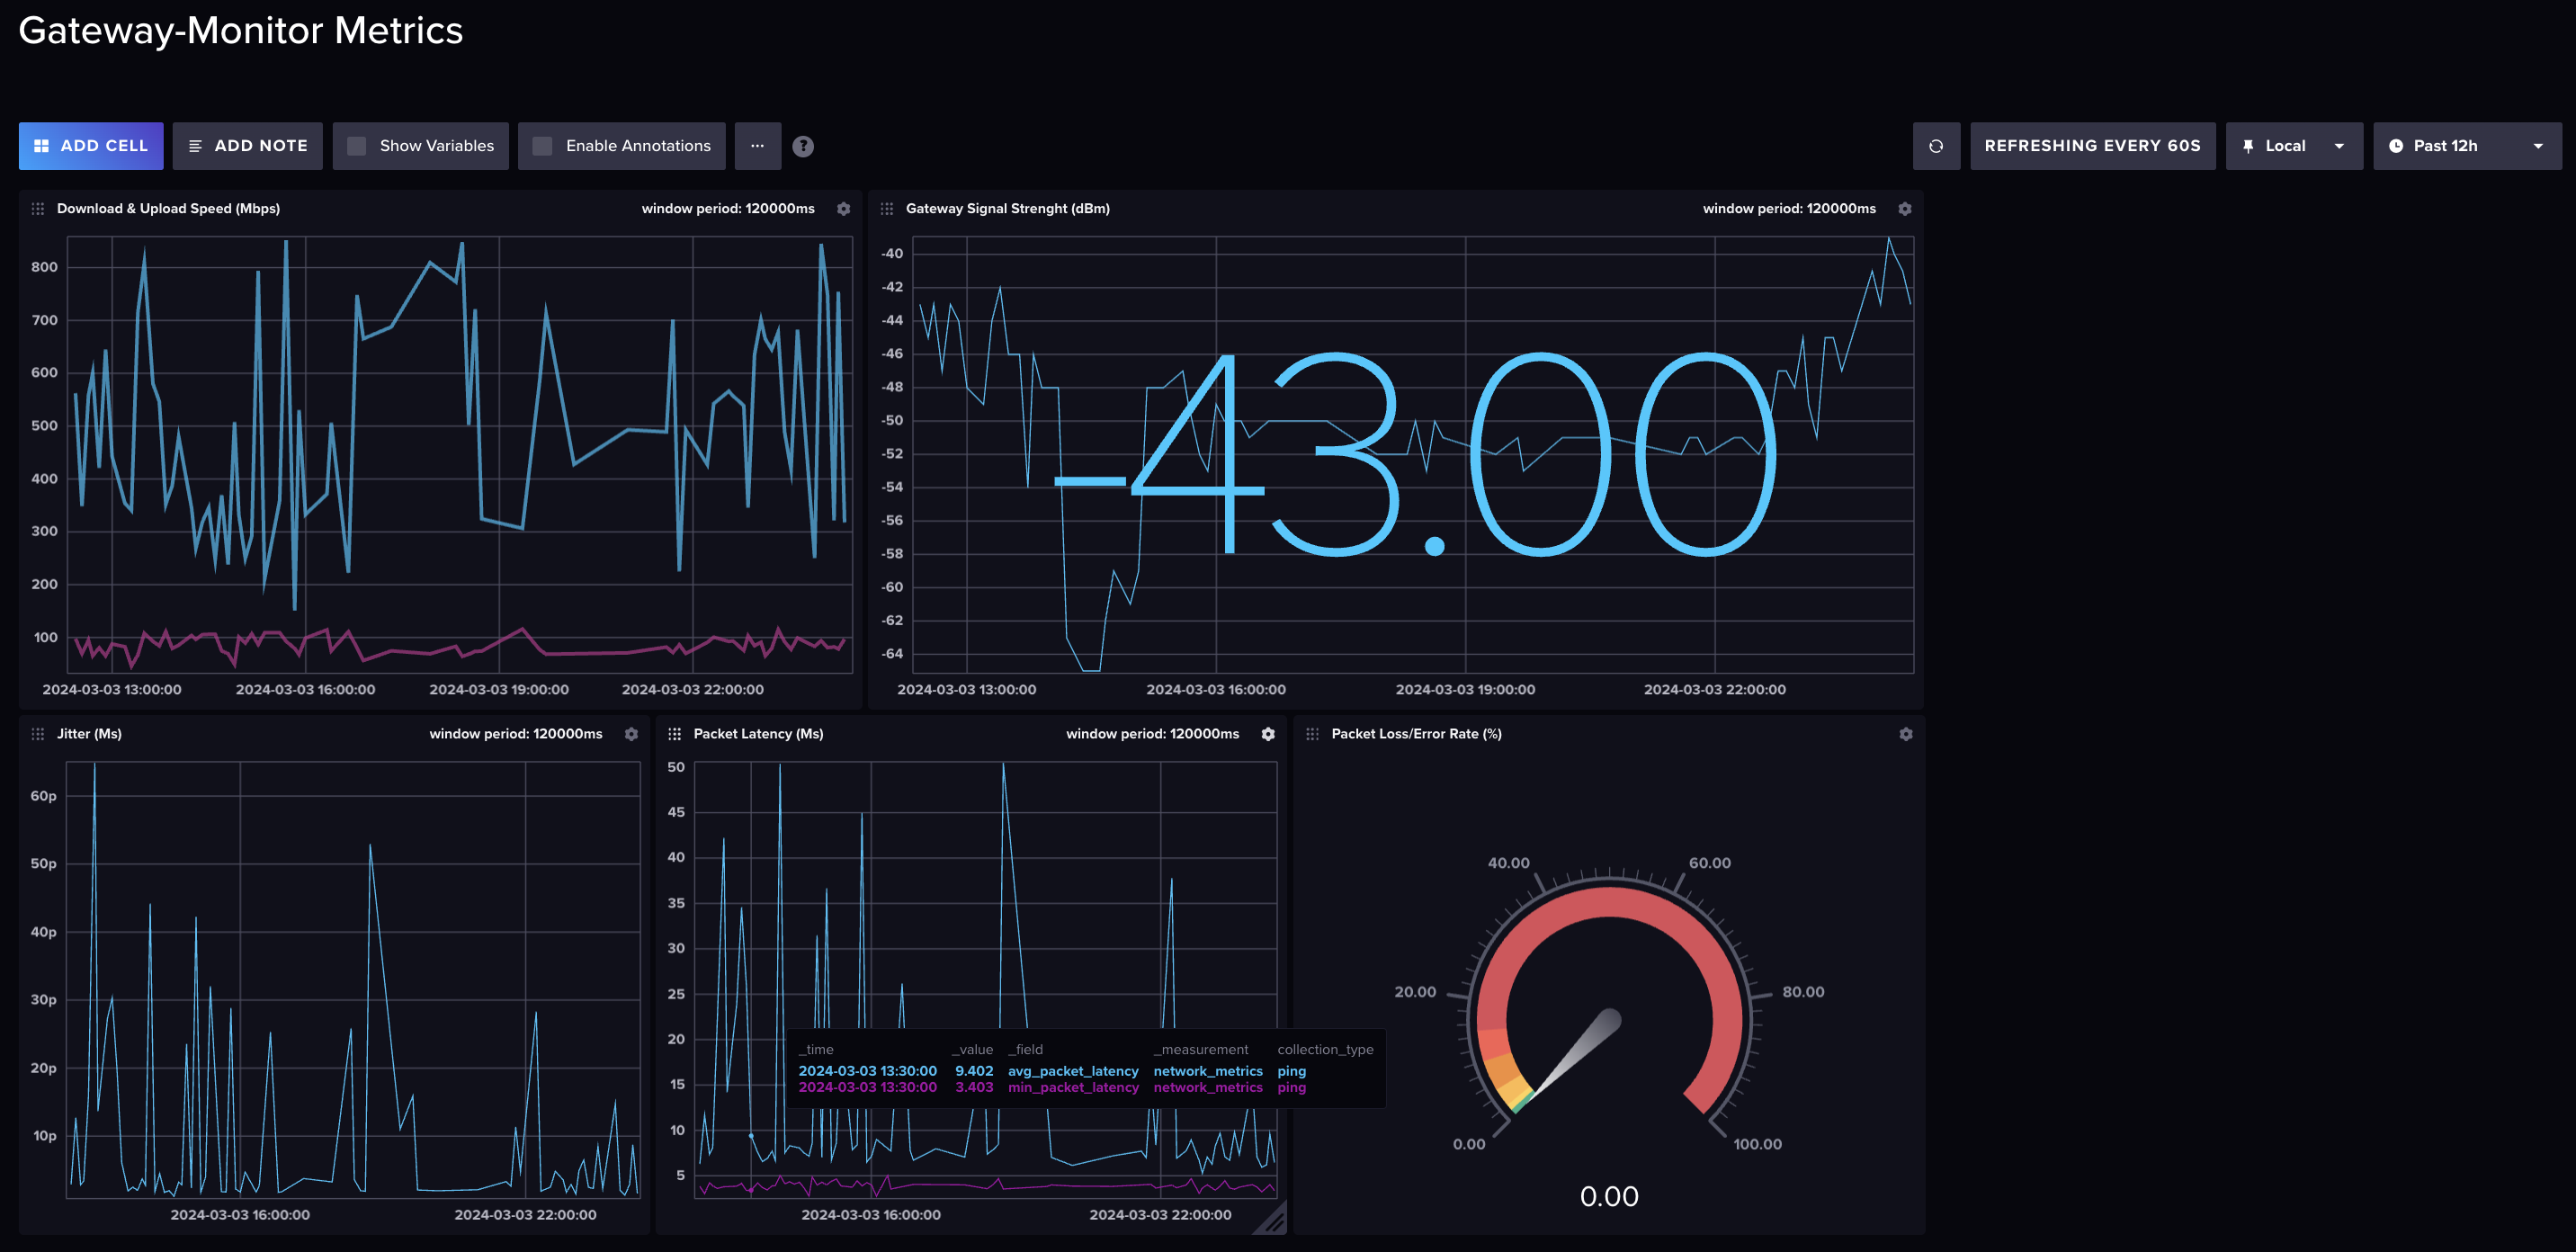 Gateway-Monitor Metrics
ADD CELL ADD NOTE Show Variables Enable Annotations ... ? REFRESHING EVERY 60S Local Past 12h
Download & Upload Speed (Mbps) window period: 120000ms
800
700
600
500
400
300
200
100
2024-03-03 13:00:00 2024-03-03 16:00:00 2024-03-03 19:00:00 2024-03-03 22:00:00
Gateway Signal Strenght (dBm) window period: 120000ms
-40
-42
-44
-46
-48
-50
-52
-54
-56
-58
-60
-62
-64
-43.00
2024-03-03 13:00:00 2024-03-03 16:00:00 2024-03-03 19:00:00 2024-03-03 22:00:00
Jitter (Ms) window period: 120000ms
60p
50p
40p
30p
20p
10p
2024-03-03 16:00:00 2024-03-03 22:00:00
Packet Latency (Ms) window period: 120000ms
50
45
40
35
30
25
20
15
10
5
_time _value _field _measurement collection_type
2024-03-03 13:30:00 9.402 avg_packet_latency network_metrics ping
2024-03-03 13:30:00 3.403 min_packet_latency network_metrics ping
2024-03-03 16:00:00 2024-03-03 22:00:00
Packet Loss/Error Rate (%)
40.00 60.00
20.00 80.00
0.00 100.00
0.00